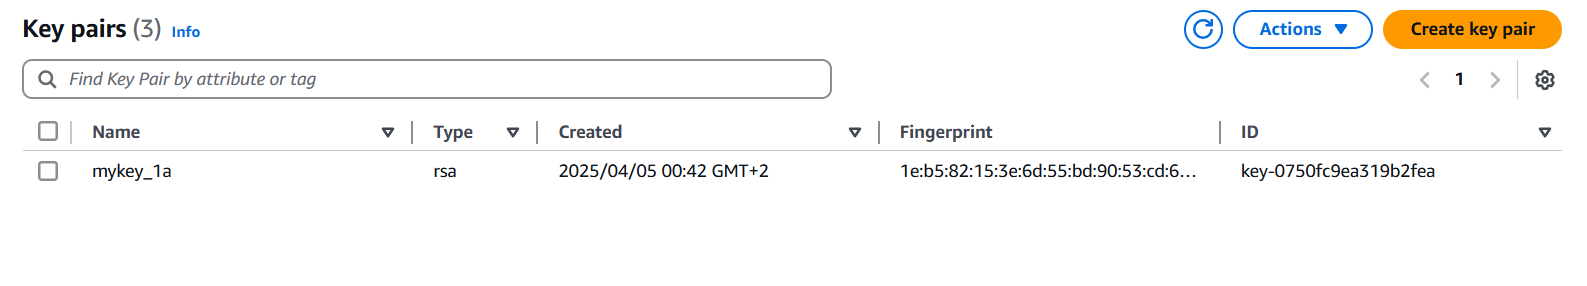 Key pairs (3) Info
Actions
Create key pair
Find Key Pair by attribute or tag
1
Name Type Created Fingerprint ID
mykey_1a rsa 2025/04/05 00:42 GMT+2 1e:b5:82:15:3e:6d:55:bd:90:53:cd:6... key-0750fc9ea319b2fea